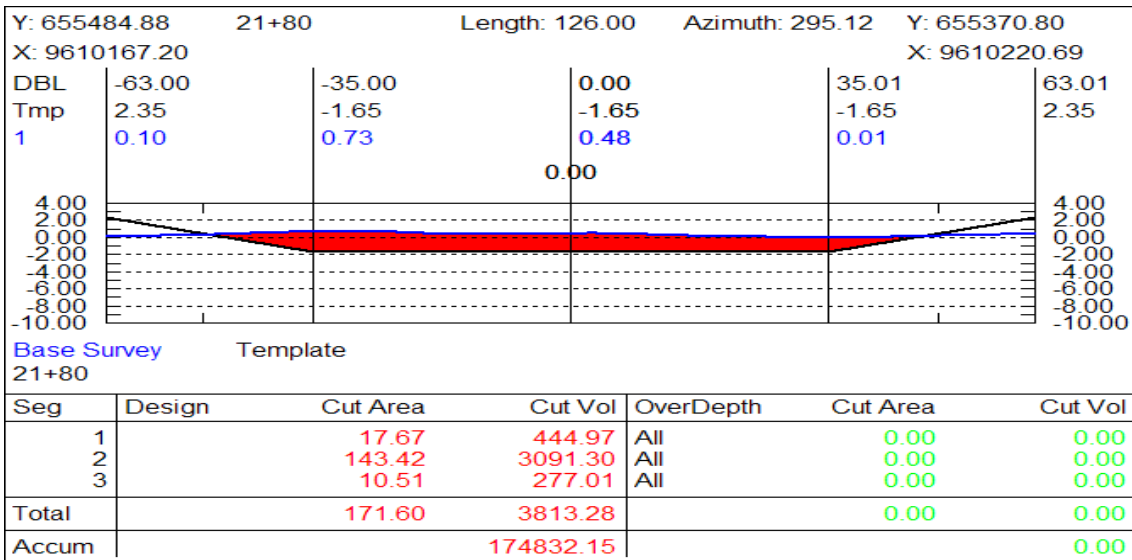 Y: 655484.88 21+80 Length: 126.00 Azimuth: 295.12 Y: 655370.80
X: 9610167.20 X: 9610220.69
DBL -63.00 -35.00 0.00 35.01 63.01
Tmp 2.35 -1.65 -1.65 -1.65 2.35
1 0.10 0.73 0.48 0.01
0.00
4.00 4.00
2.00 2.00
0.00 0.00
-2.00 -2.00
-4.00 -4.00
-6.00 -6.00
-8.00 -8.00
-10.00 -10.00
Base Survey Template
21+80
Seg Design Cut Area Cut Vol OverDepth Cut Area Cut Vol
1 17.67 444.97 All 0.00 0.00
2 143.42 3091.30 All 0.00 0.00
3 10.51 277.01 All 0.00 0.00
Total 171.60 3813.28 0.00 0.00
Accum 174832.15 0.00